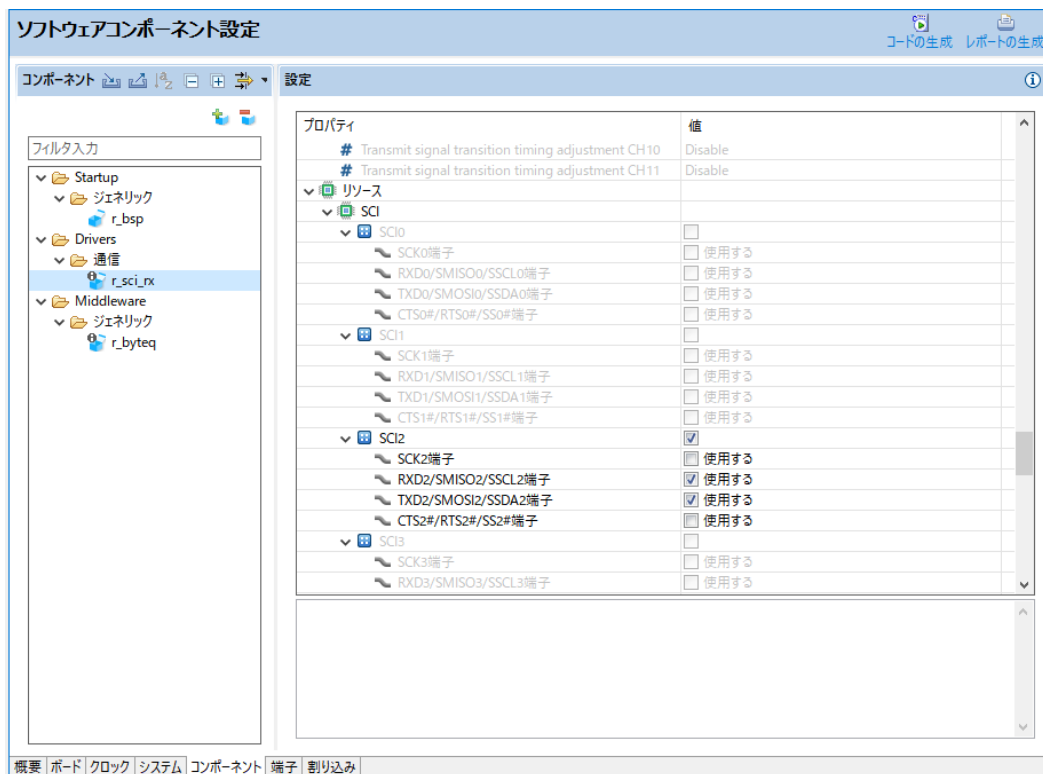 ソフトウェアコンポーネント設定
コードの生成 レポートの生成
コンポーネント
設定
フィルタ入力
Startup
ジェネリック
r_bsp
Drivers
通信
r_sci_rx
Middleware
ジェネリック
r_byteq
プロパティ 値
# Transmit signal transition timing adjustment CH10 Disable
# Transmit signal transition timing adjustment CH11 Disable
リソース
SCI
SCI0
SCK0端子 使用する
RXD0/SMISO0/SSCL0端子 使用する
TXD0/SMOSI0/SSDA0端子 使用する
CTS0#/RTS0#/SS0#端子 使用する
SCI1
SCK1端子 使用する
RXD1/SMISO1/SSCL1端子 使用する
TXD1/SMOSI1/SSDA1端子 使用する
CTS1#/RTS1#/SS1#端子 使用する
SCI2
SCK2端子 使用する
RXD2/SMISO2/SSCL2端子 使用する
TXD2/SMOSI2/SSDA2端子 使用する
CTS2#/RTS2#/SS2#端子 使用する
SCI3
SCK3端子 使用する
RXD3/SMISO3/SSCL3端子 使用する
概要 ボード クロック システム コンポーネント 端子 割り込み